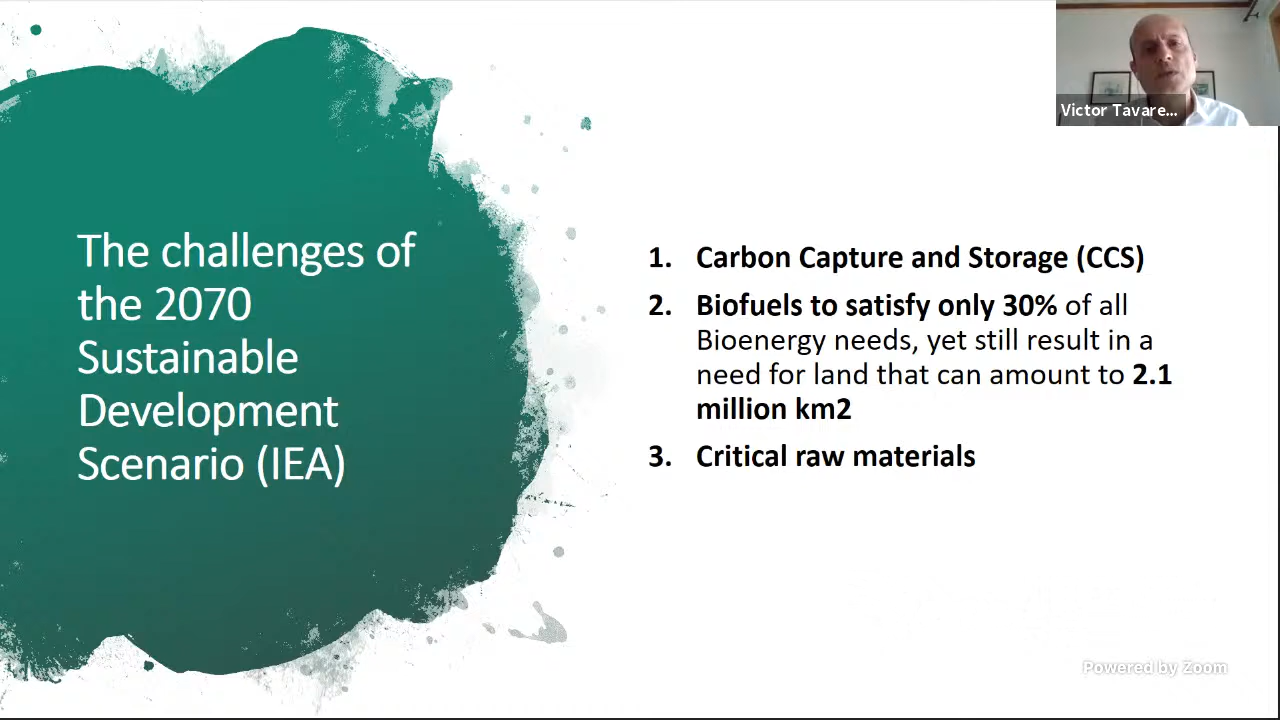 Victor Tavare...
The challenges of
the 2070
Sustainable
Development
Scenario (IEA)
1. Carbon Capture and Storage (CCS)
2. Biofuels to satisfy only 30% of all
Bioenergy needs, yet still result in a
need for land that can amount to 2.1
million km2
3. Critical raw materials
Powered by Zoom